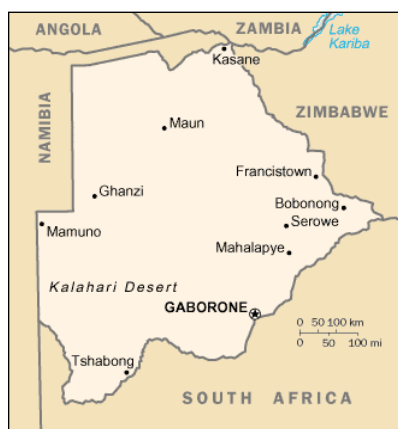 ANGOLA
ZAMBIA
Lake
Kariba
Kasane
NAMIBIA
ZIMBABWE
Maun
Francistown
Ghanzi
Bobonong
Serowe
Mamuno
Mahalapye
Kalahari Desert
GABORONE
0 50 100 km
0 50 100 mi
Tshabong
SOUTH AFRICA